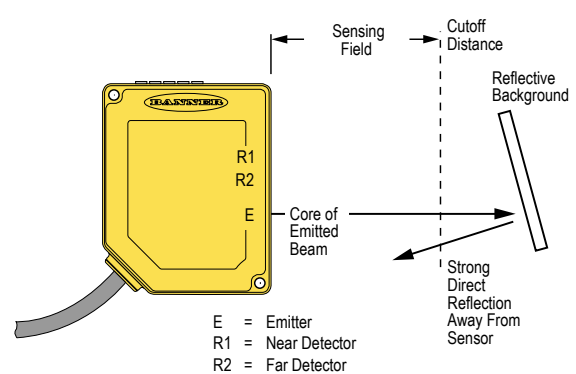 Sensing
Field
Cutoff
Distance
Reflective
Background
BANNER
R1
R2
E
Core of
Emitted
Beam
Strong
Direct
Reflection
Away From
Sensor
E = Emitter
R1 = Near Detector
R2 = Far Detector